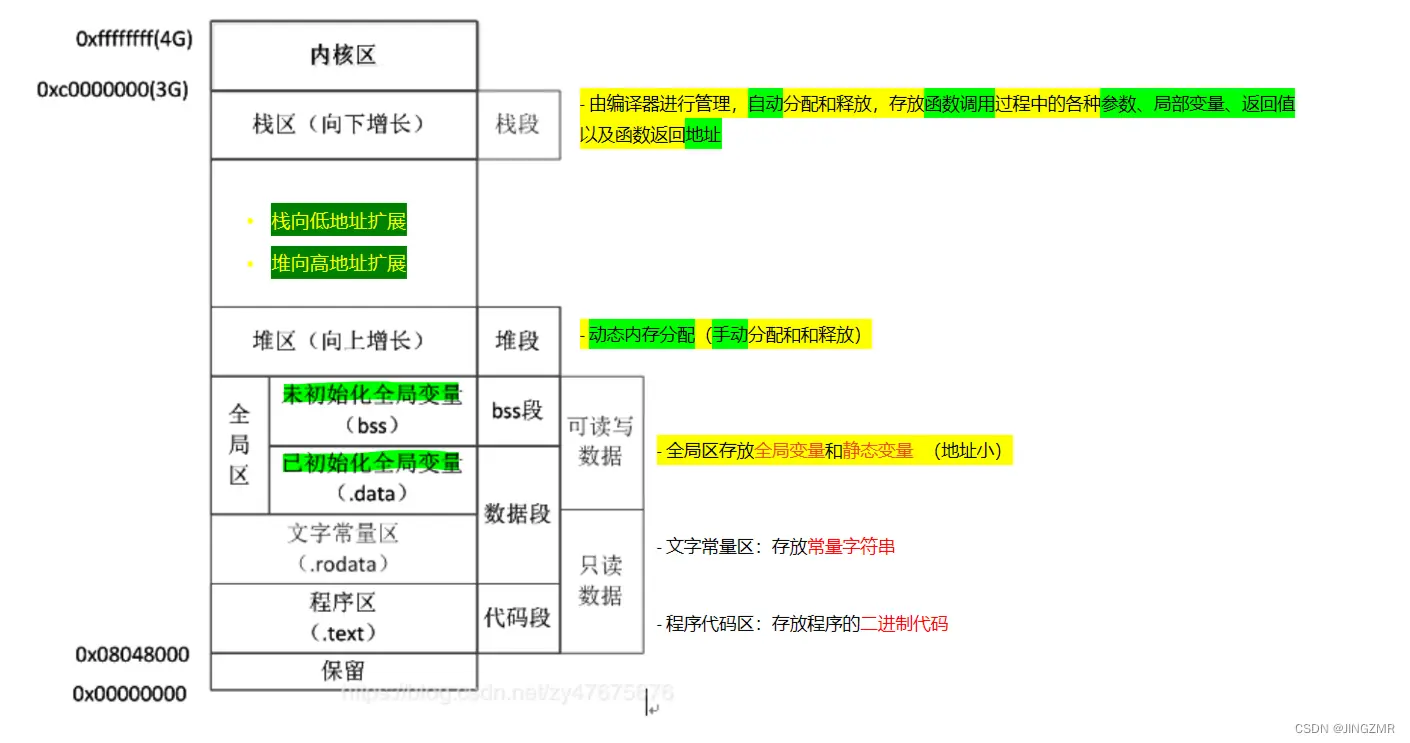 0xffffffff(4G)
内核区
0xc0000000(3G)
栈区（向下增长）
栈段
- 由编译器进行管理，自动分配和释放，存放函数调用过程中的各种参数、局部变量、返回值
以及函数返回地址
栈向低地址扩展
堆向高地址扩展
堆区（向上增长）
堆段
- 动态内存分配（手动分配和和释放）
全
局
区
未初始化全局变量
（bss）
bss段
可读写
数据
已初始化全局变量
（.data）
- 全局区存放全局变量和静态变量 （地址小）
数据段
文字常量区
（.rodata）
只读
数据
- 文字常量区：存放常量字符串
程序区
（.text）
代码段
- 程序代码区：存放程序的二进制代码
0x08048000
保留
0x00000000
https://blog.csdn.net/zy47675676
CSDN @JINGZMR